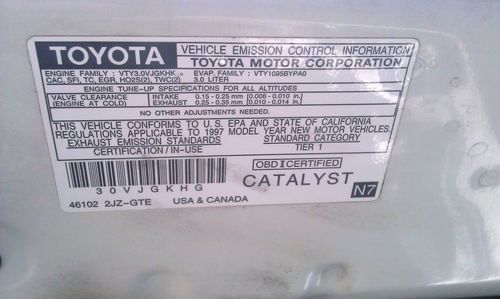 TOYOTA VEHICLE EMISSION CONTROL INFORMATION
TOYOTA MOTOR CORPORATION
ENGINE FAMILY : VTY3.0VJGKHK EVAP. FAMILY : VTY1095BYPA0
CAC, SFI, TC, EGR, HO2S(2), TWC(2) 3.0 LITER
ENGINE TUNE-UP SPECIFICATIONS FOR ALL ALTITUDES
VALVE CLEARANCE INTAKE 0.15 - 0.25 mm (0.006 - 0.010 in.)
(ENGINE AT COLD) EXHAUST 0.25 - 0.35 mm (0.010 - 0.014 in.)
NO OTHER ADJUSTMENTS NEEDED.
THIS VEHICLE CONFORMS TO U.S. EPA AND STATE OF CALIFORNIA
REGULATIONS APPLICABLE TO 1997 MODEL YEAR NEW MOTOR VEHICLES.
EXHAUST EMISSION STANDARDS STANDARD CATEGORY
CERTIFICATION / IN-USE TIER 1
OBD II CERTIFIED
30VJGKHG CATALYST N7
46102 2JZ-GTE USA & CANADA